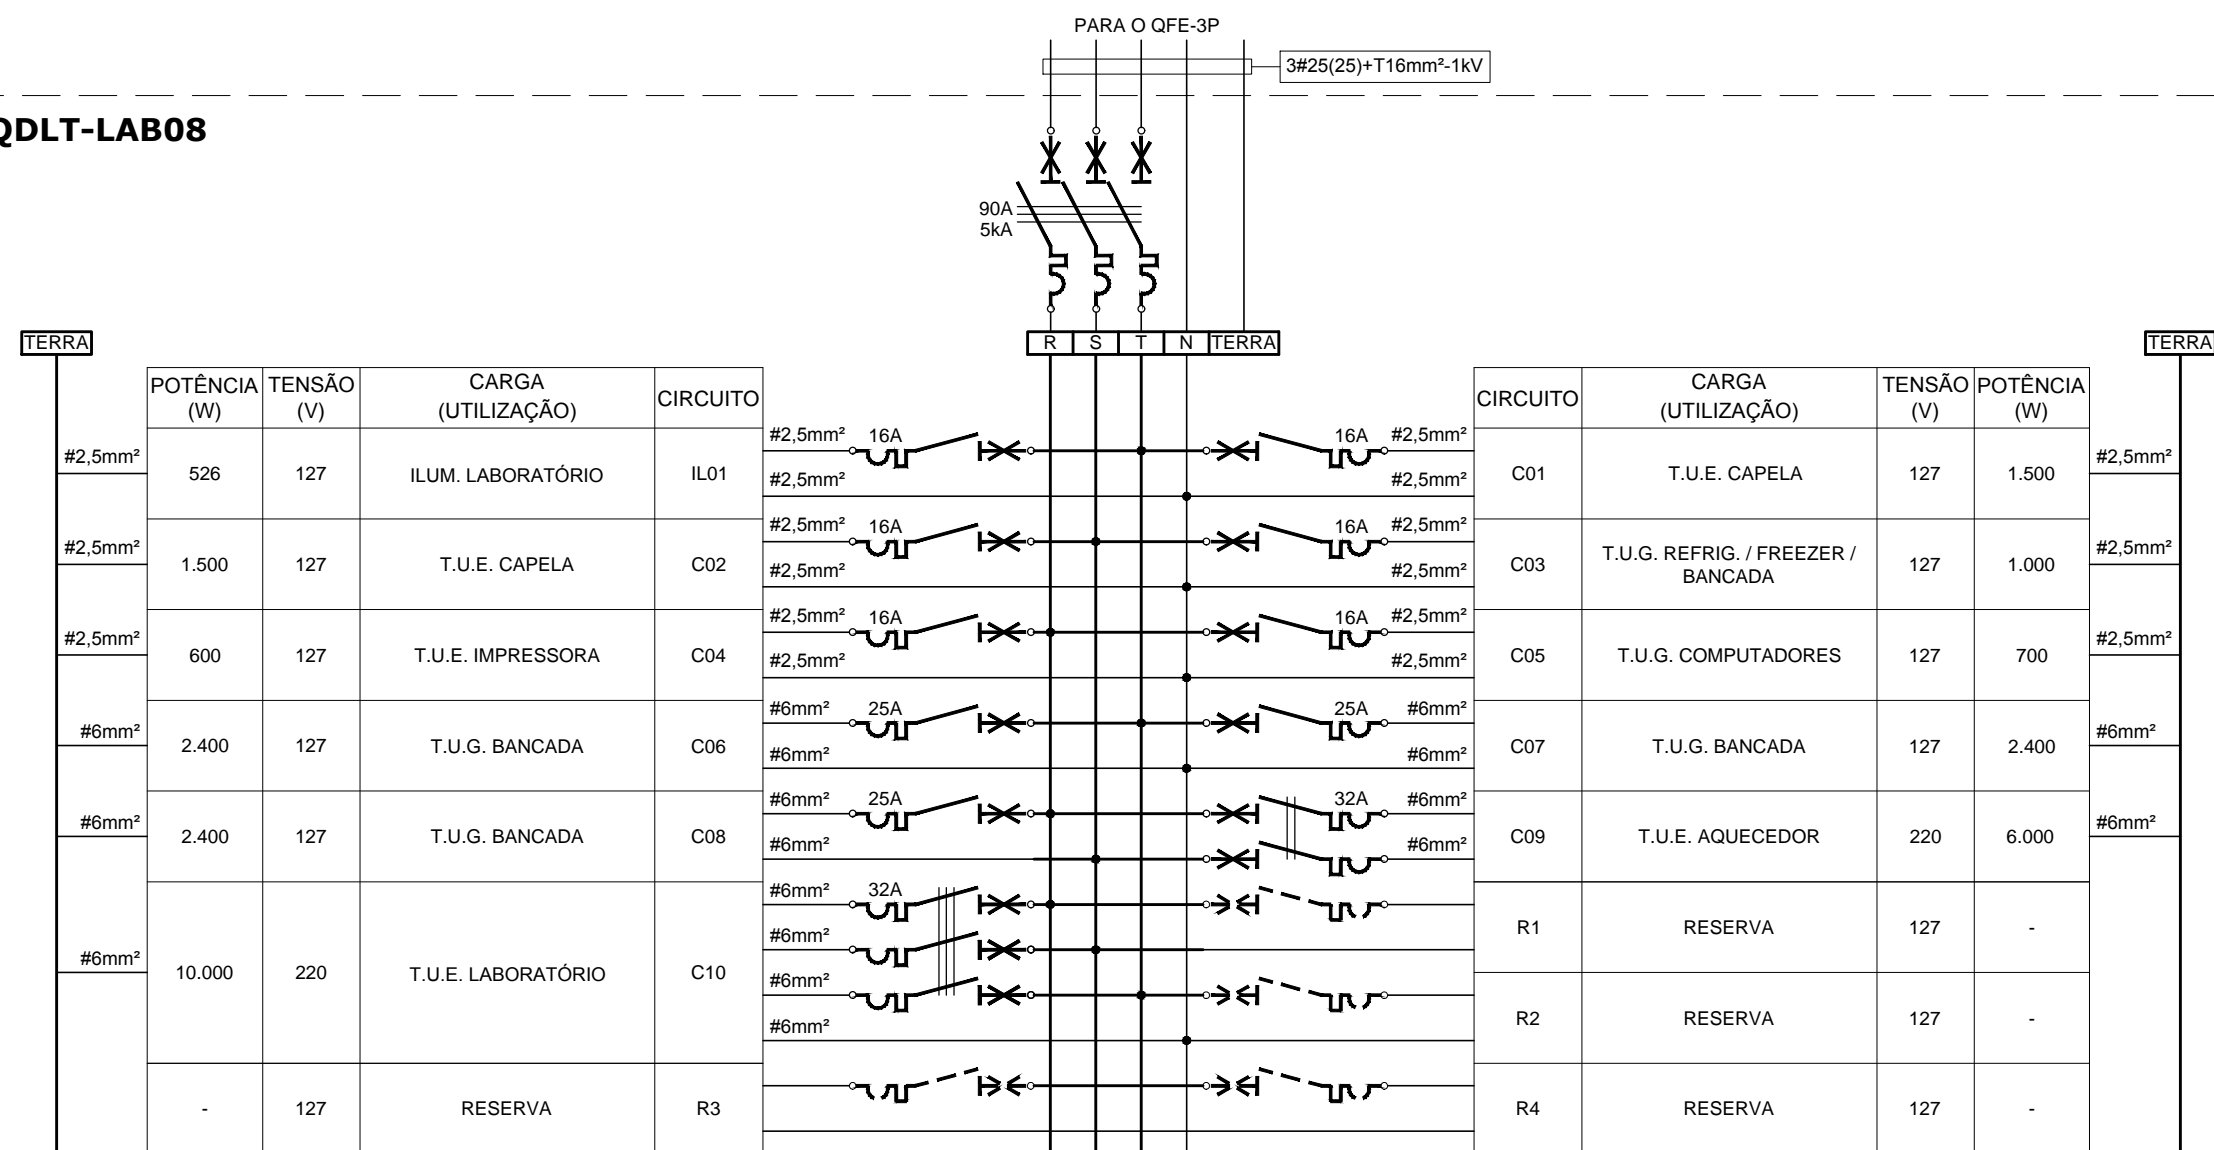 PARA O QFE-3P
3#25(25)+T16mm²-1kV
QDLT-LAB08
90A
5kA
TERRA
R S T N TERRA
TERRA
POTÊNCIA (W) TENSÃO (V) CARGA (UTILIZAÇÃO) CIRCUITO
CIRCUITO CARGA (UTILIZAÇÃO) TENSÃO (V) POTÊNCIA (W)
#2,5mm² 526 127 ILUM. LABORATÓRIO IL01 #2,5mm² 16A
#2,5mm²
16A #2,5mm² C01 T.U.E. CAPELA 127 1.500 #2,5mm²
#2,5mm²
#2,5mm² 1.500 127 T.U.E. CAPELA C02 #2,5mm² 16A
#2,5mm²
16A #2,5mm² C03 T.U.G. REFRIG. / FREEZER / BANCADA 127 1.000 #2,5mm²
#2,5mm²
#2,5mm² 600 127 T.U.E. IMPRESSORA C04 #2,5mm² 16A
#2,5mm²
16A #2,5mm² C05 T.U.G. COMPUTADORES 127 700 #2,5mm²
#2,5mm²
#6mm² 2.400 127 T.U.G. BANCADA C06 #6mm² 25A
#6mm²
25A #6mm² C07 T.U.G. BANCADA 127 2.400 #6mm²
#6mm²
#6mm² 2.400 127 T.U.G. BANCADA C08 #6mm² 25A
#6mm²
32A #6mm² C09 T.U.E. AQUECEDOR 220 6.000 #6mm²
#6mm²
#6mm² 10.000 220 T.U.E. LABORATÓRIO C10 #6mm² 32A
#6mm²
#6mm²
#6mm²
R1 RESERVA 127 -
R2 RESERVA 127 -
- 127 RESERVA R3
R4 RESERVA 127 -